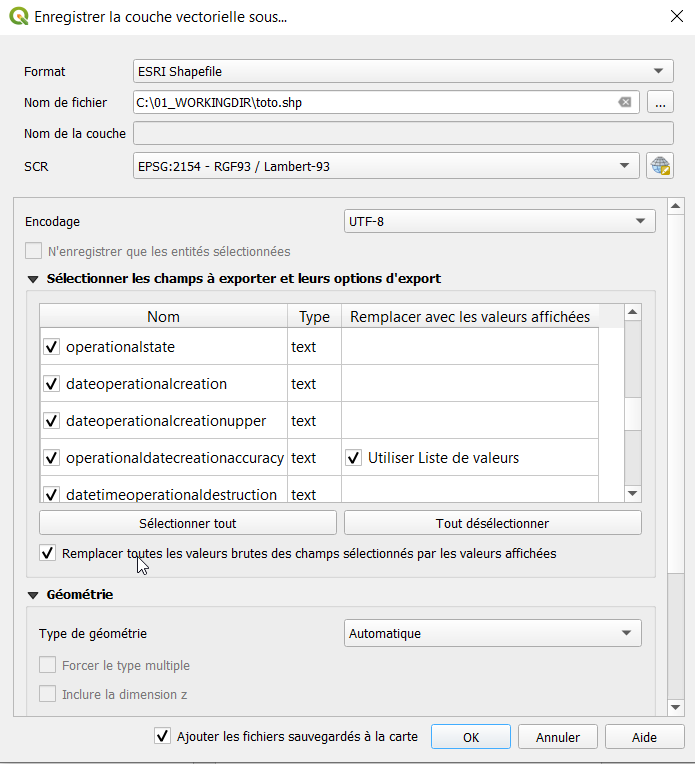 Enregistrer la couche vectorielle sous...
Format ESRI Shapefile
Nom de fichier C:\01_WORKINGDIR\toto.shp ...
Nom de la couche
SCR EPSG:2154 - RGF93 / Lambert-93
Encodage UTF-8
N'enregistrer que les entités sélectionnées
Sélectionner les champs à exporter et leurs options d'export
Nom Type Remplacer avec les valeurs affichées
operationalstate text
dateoperationalcreation text
dateoperationalcreationupper text
operationaldatecreationaccuracy text Utiliser Liste de valeurs
datetimeoperationaldestruction text
Sélectionner tout Tout désélectionner
Remplacer toutes les valeurs brutes des champs sélectionnés par les valeurs affichées
Géométrie
Type de géométrie Automatique
Forcer le type multiple
Inclure la dimension z
Ajouter les fichiers sauvegardés à la carte OK Annuler Aide